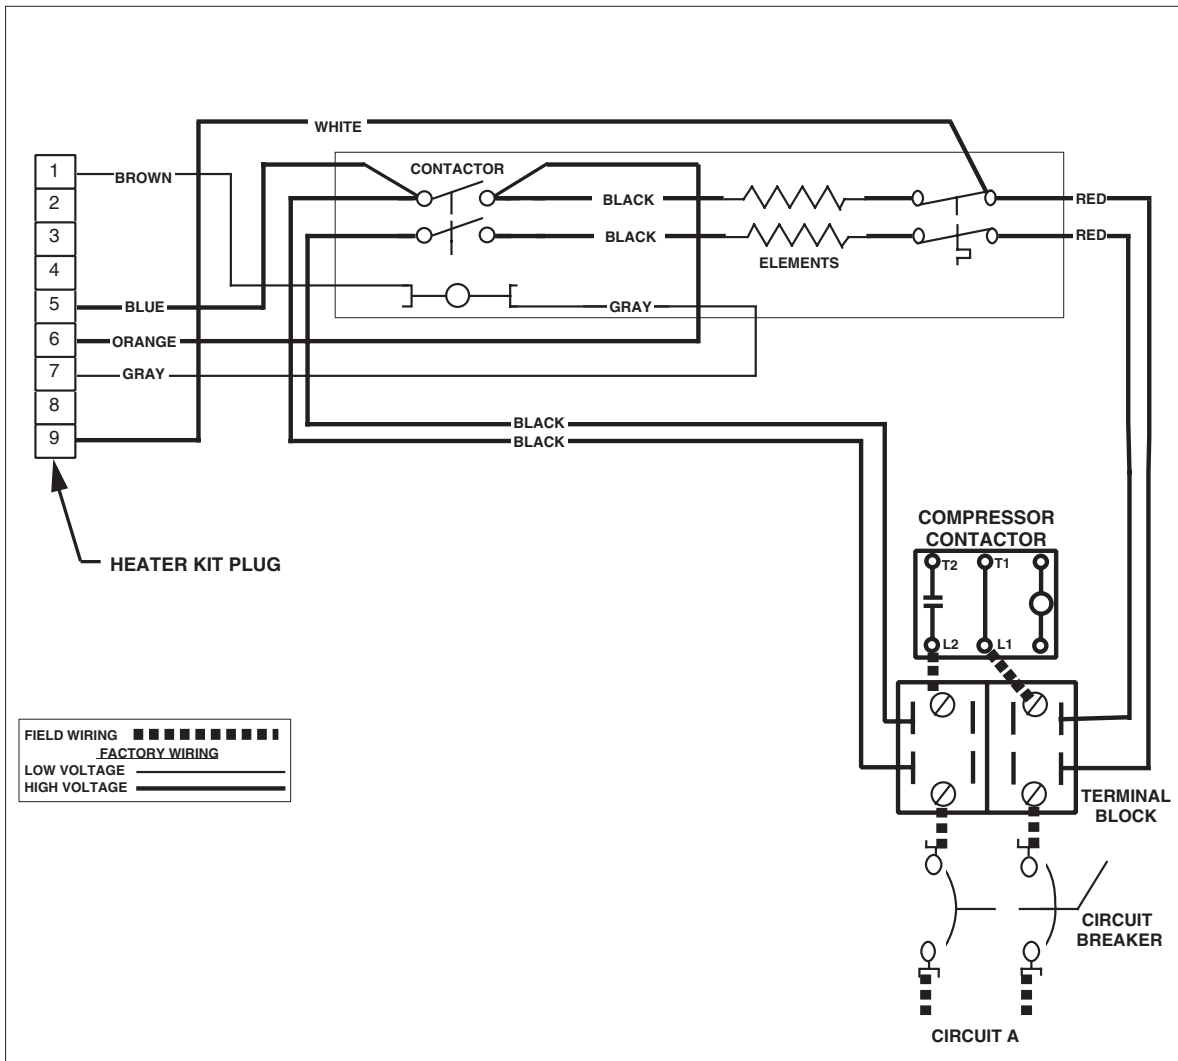 WHITE
CONTACTOR
1
BROWN
2
BLACK
RED
3
BLACK
RED
4
ELEMENTS
5
BLUE
GRAY
6
ORANGE
7
GRAY
8
BLACK
9
BLACK
COMPRESSOR
CONTACTOR
T2
T1
HEATER KIT PLUG
L2
L1
FIELD WIRING
FACTORY WIRING
LOW VOLTAGE
HIGH VOLTAGE
TERMINAL
BLOCK
CIRCUIT
BREAKER
CIRCUIT A